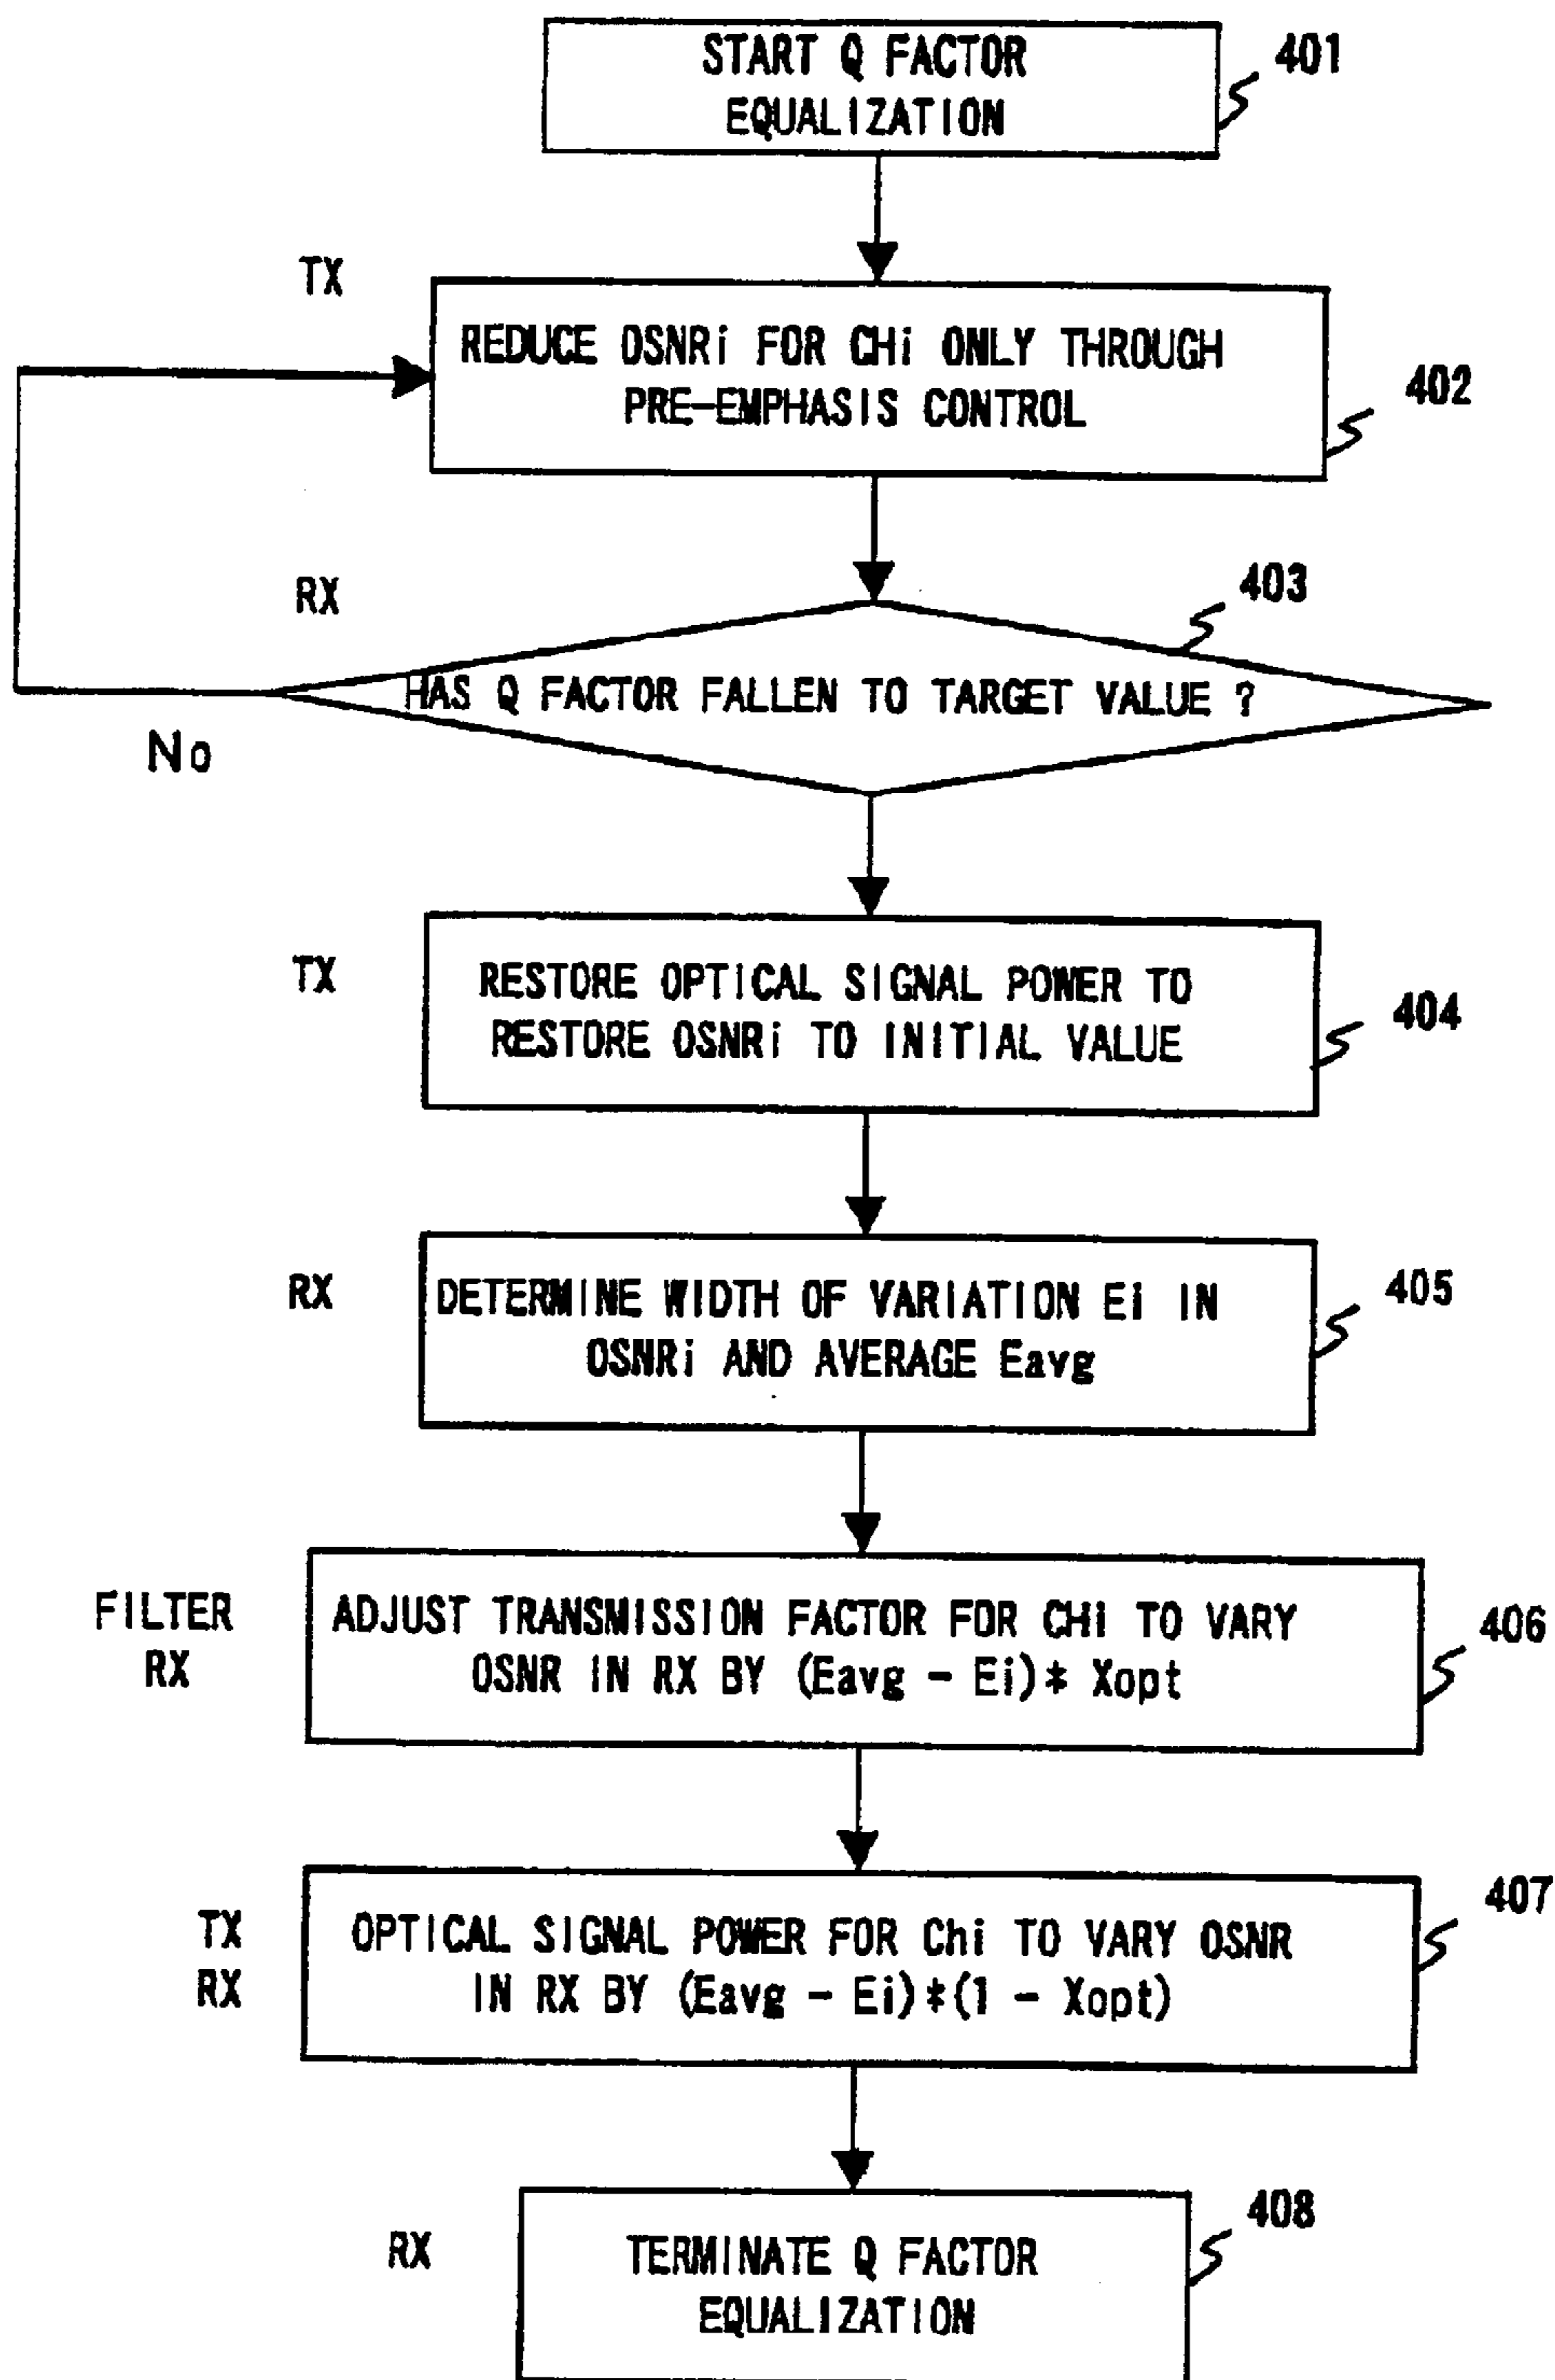 START Q FACTOR
EQUALIZATION
401
TX
REDUCE OSNRi FOR CHi ONLY THROUGH
PRE-EMPHASIS CONTROL
402
RX
403
HAS Q FACTOR FALLEN TO TARGET VALUE ?
No
TX
RESTORE OPTICAL SIGNAL POWER TO
RESTORE OSNRi TO INITIAL VALUE
404
RX
DETERMINE WIDTH OF VARIATION Ei IN
OSNRi AND AVERAGE Eavg
405
FILTER
RX
ADJUST TRANSMISSION FACTOR FOR CHi TO VARY
OSNR IN RX BY (Eavg - Ei)* Xopt
406
TX
RX
OPTICAL SIGNAL POWER FOR Chi TO VARY OSNR
IN RX BY (Eavg - Ei)*(1 - Xopt)
407
RX
TERMINATE Q FACTOR
EQUALIZATION
408